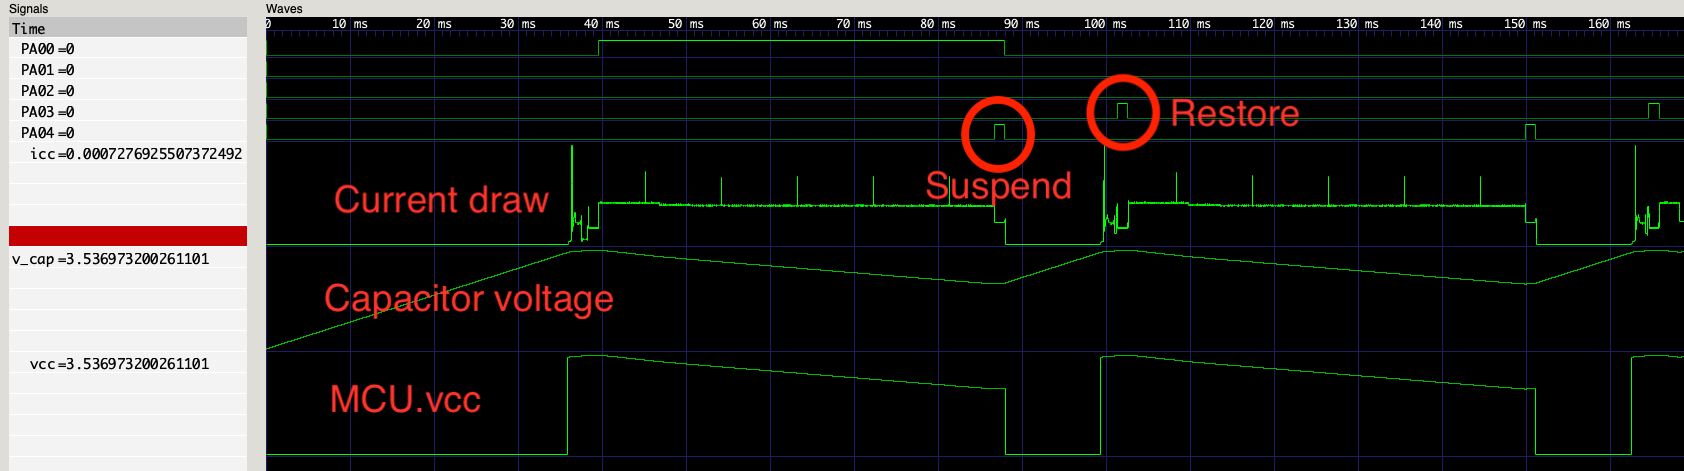 Signals
Waves
Time
0 10 ms 20 ms 30 ms 40 ms 50 ms 60 ms 70 ms 80 ms 90 ms 100 ms 110 ms 120 ms 130 ms 140 ms 150 ms 160 ms
PA00=0
PA01=0
PA02=0
PA03=0
Restore
PA04=0
icc=0.0007276925507372492
Suspend
Current draw
v_cap=3.536973200261101
Capacitor voltage
vcc=3.536973200261101
MCU.vcc